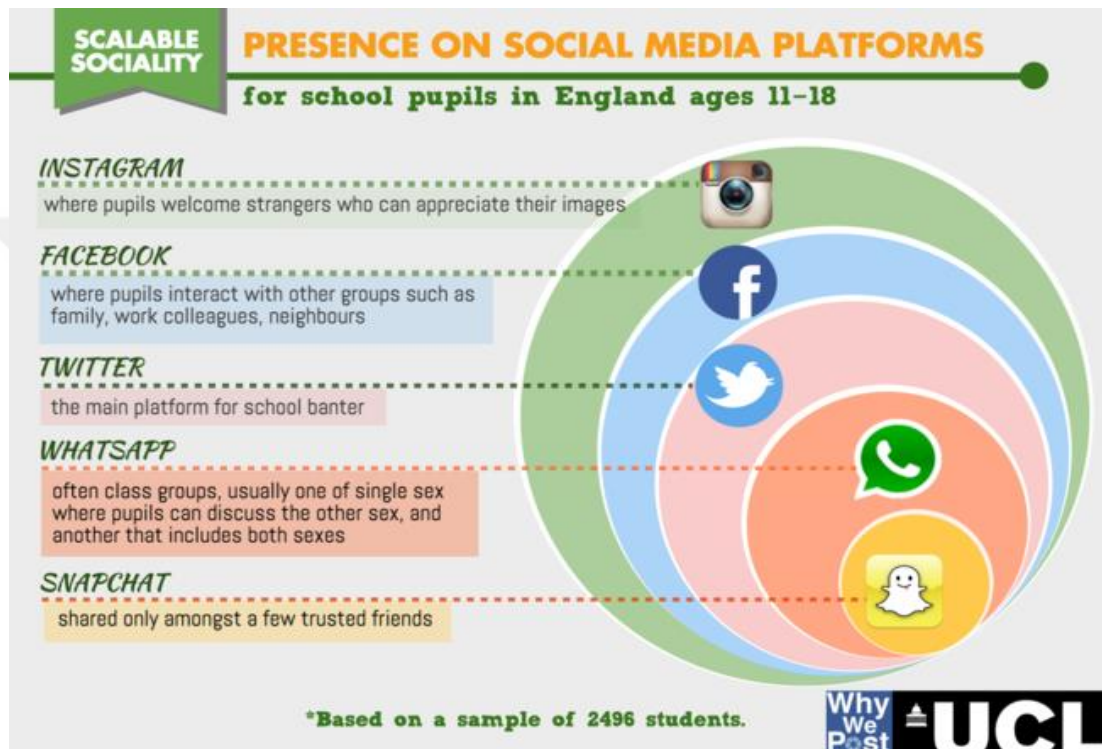 SCALABLE
SOCIALITY
PRESENCE ON SOCIAL MEDIA PLATFORMS
for school pupils in England ages 11-18
INSTAGRAM
where pupils welcome strangers who can appreciate their images
FACEBOOK
where pupils interact with other groups such as
family, work colleagues, neighbours
TWITTER
the main platform for school banter
WHATSAPP
often class groups, usually one of single sex
where pupils can discuss the other sex, and
another that includes both sexes
SNAPCHAT
shared only amongst a few trusted friends
*Based on a sample of 2496 students.
Why
We
Post
UCL